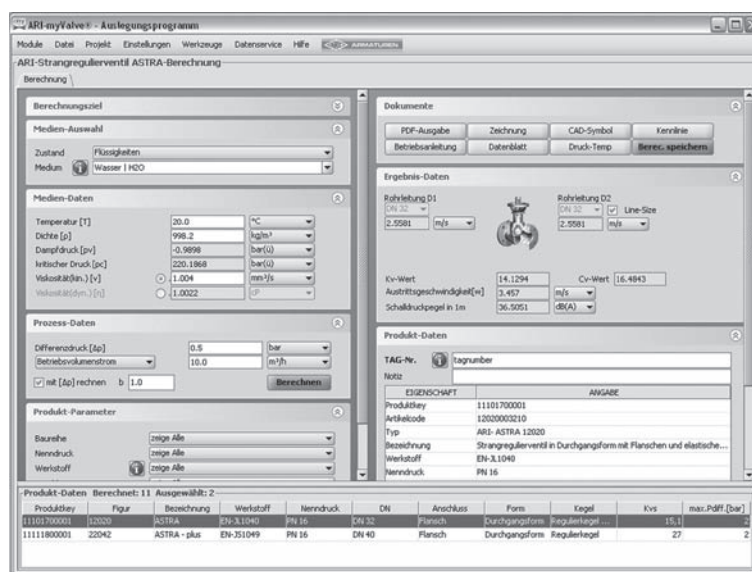 ARI-myValve® - Auslegungsprogramm
Module Datei Projekt Einstellungen Werkzeuge Datenservice Hilfe ARI ARMATUREN
ARI-Strangregulierventil ASTRA-Berechnung
Berechnung
Berechnungsziel
Medien-Auswahl
Zustand Flüssigkeiten
Medium Wasser | H2O
Medien-Daten
Temperatur [T] 20.0 °C
Dichte [ρ] 998.2 kg/m³
Dampfdruck [pv] -0.9898 bar(ü)
kritischer Druck [pc] 220.1868 bar(ü)
Viskosität(kin.) [ν] 1.004 mm²/s
Viskosität(dyn.) [η] 1.0022 cP
Prozess-Daten
Differenzdruck [Δp] 0.5 bar
Betriebsvolumenstrom 10.0 m³/h
mit [Δp] rechnen b 1.0 Berechnen
Produkt-Parameter
Baureihe zeige Alle
Nenndruck zeige Alle
Werkstoff zeige Alle
Dokumente
PDF-Ausgabe Zeichnung CAD-Symbol Kennlinie
Betriebsanleitung Datenblatt Druck-Temp Berec. speichern
Ergebnis-Daten
Rohrleitung D1 Rohrleitung D2
DN 32 DN 32 Line-Size
2.5581 m/s 2.5581 m/s
Kv-Wert 14.1294 Cv-Wert 16.4843
Austrittsgeschwindigkeit[w] 3.457 m/s
Schalldruckpegel in 1m 36.5051 dB(A)
Produkt-Daten
TAG-Nr. tagnumber
Notiz
EIGENSCHAFT ANGABE
Produktkey 11101700001
Artikelcode 12020003210
Typ ARI- ASTRA 12020
Bezeichnung Strangregulierventil in Durchgangsform mit Flanschen und elastische...
Werkstoff EN-JL1040
Nenndruck PN 16
Produkt-Daten Berechnet: 11 Ausgewählt: 2
Produktkey Figur Bezeichnung Werkstoff Nenndruck DN Anschluss Form Kegel Kvs max.Pdiff.[bar]
11101700001 12020 ASTRA EN-JL1040 PN 16 DN 32 Flansch Durchgangsform Regulierkegel ... 15,1 2
11111800001 22042 ASTRA - plus EN-JS1049 PN 16 DN 40 Flansch Durchgangsform Regulierkegel 27 2